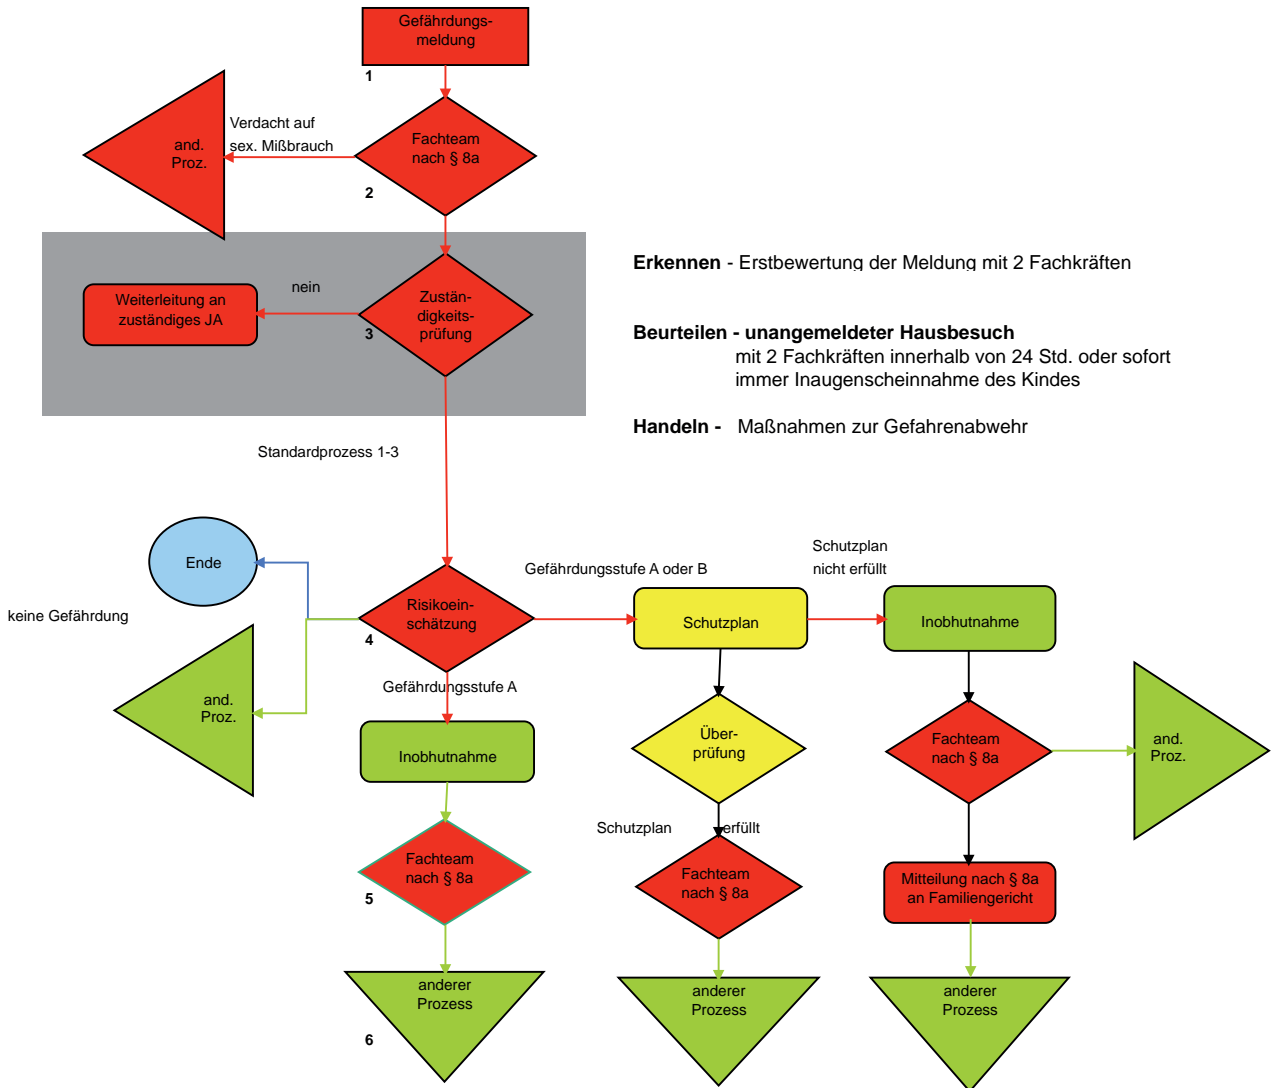 Gefährdungs-
meldung
1
Verdacht auf
sex. Mißbrauch
and.
Proz.
Fachteam
nach § 8a
2
Erkennen - Erstbewertung der Meldung mit 2 Fachkräften
nein
Weiterleitung an
zuständiges JA
Zustän-
digkeits-
prüfung
3
Beurteilen - unangemeldeter Hausbesuch
mit 2 Fachkräften innerhalb von 24 Std. oder sofort
immer Inaugenscheinnahme des Kindes
Handeln - Maßnahmen zur Gefahrenabwehr
Standardprozess 1-3
Ende
Gefährdungsstufe A oder B
Schutzplan
nicht erfüllt
keine Gefährdung
Risikoein-
schätzung
4
Schutzplan
Inobhutnahme
Gefährdungsstufe A
and.
Proz.
Inobhutnahme
Über-
prüfung
Fachteam
nach § 8a
and.
Proz.
Schutzplan erfüllt
Fachteam
nach § 8a
5
Fachteam
nach § 8a
Mitteilung nach § 8a
an Familiengericht
anderer
Prozess
6
anderer
Prozess
anderer
Prozess